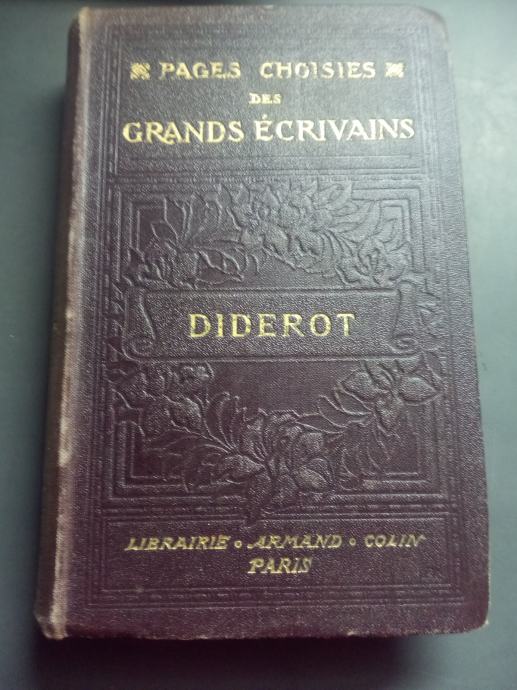 PAGES CHOISIES
DES
GRANDS ÉCRIVAINS
DIDEROT
LIBRAIRIE • ARMAND • COLIN
PARIS